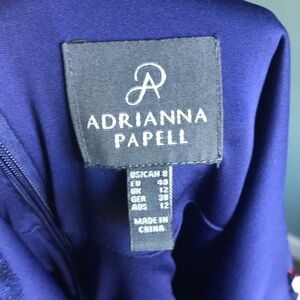 ADRIANNA
PAPELL
US/CAN 8
EU 40
UK 12
GER 38
AUS 12
MADE IN
CHINA